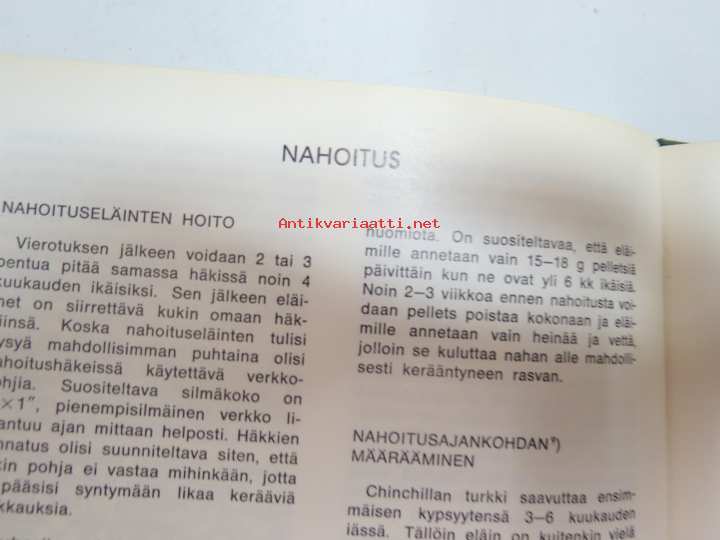 NAHOITUS
NAHOITUSELÄINTEN HOITO
Vierotuksen jälkeen voidaan 2 tai 3
pentua pitää samassa häkissä noin 4
kuukauden ikäisiksi. Sen jälkeen eläi-
met on siirrettävä kukin omaan häk-
kiinsä. Koska nahoituseläinten tulisi
pysyä mahdollisimman puhtaina olisi
nahoitushäkeissä käytettävä verkko-
pohjia. Suositeltava silmäkoko on
×1″, pienempisilmäinen verkko li-
kaantuu ajan mittaan helposti. Häkkien
olisi suunniteltava siten, että
pohja ei vastaa mihinkään, jotta
pääsisi syntymään likaa kerääviä
Antikvariaatti.net
huomiota. On suositeltavaa, että eläi-
mille annetaan vain 15–18 g pelletsiä
päivittäin kun ne ovat yli 6 kk ikäisiä.
Noin 2–3 viikkoa ennen nahoitusta voi-
daan pellets poistaa kokonaan ja eläi-
mille annetaan vain heinää ja vettä,
jolloin se kuluttaa nahan alle mahdolli-
sesti kerääntyneen rasvan.
NAHOITUSAJANKOHDAN*)
MÄÄRÄÄMINEN
Chinchillan turkki saavuttaa ensim-
mäisen kypsyytensä 3–6 kuukauden
iässä. Tällöin eläin on kuitenkin vielä